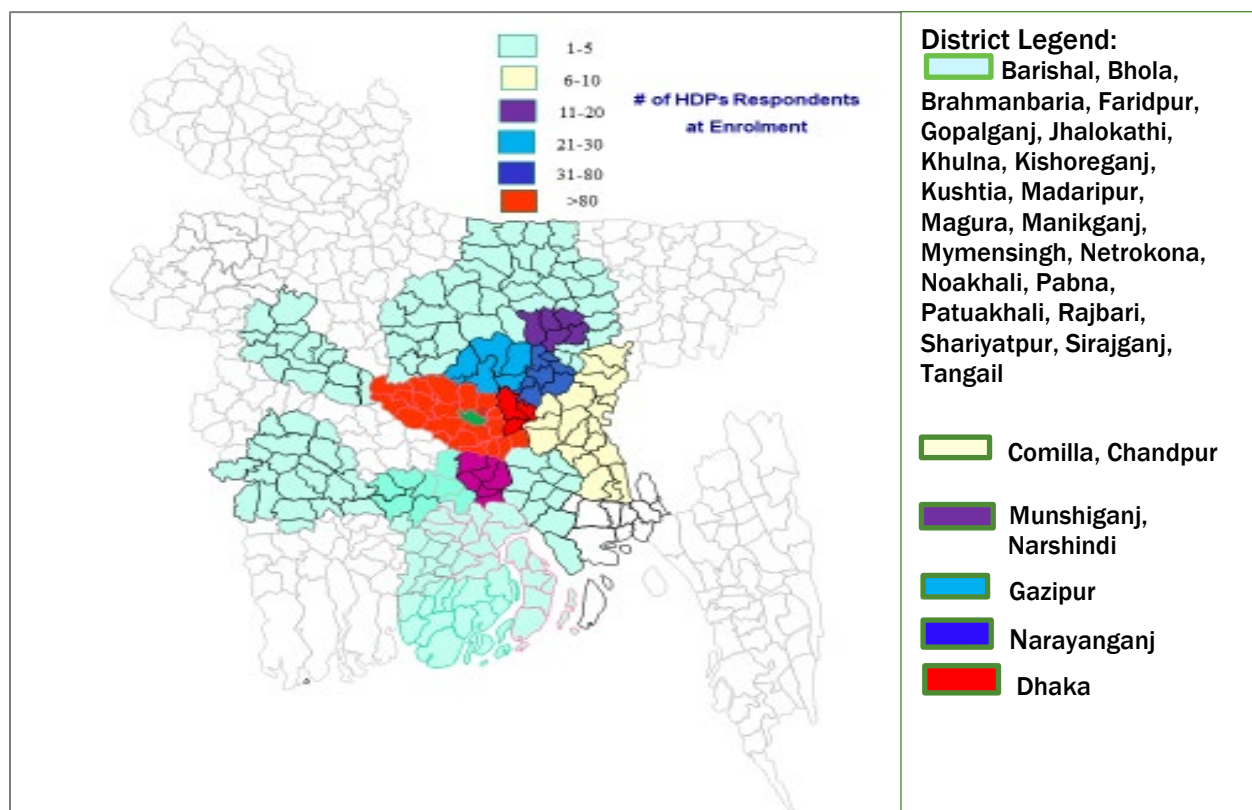 1-5
6-10
11-20
21-30
31-80
>80
# of HDPs Respondents
at Enrolment
District Legend:
Barishal, Bhola,
Brahmanbaria, Faridpur,
Gopalganj, Jhalokathi,
Khulna, Kishoreganj,
Kushtia, Madaripur,
Magura, Manikganj,
Mymensingh, Netrokona,
Noakhali, Pabna,
Patuakhali, Rajbari,
Shariyatpur, Sirajganj,
Tangail
Comilla, Chandpur
Munshiganj,
Narshindi
Gazipur
Narayanganj
Dhaka